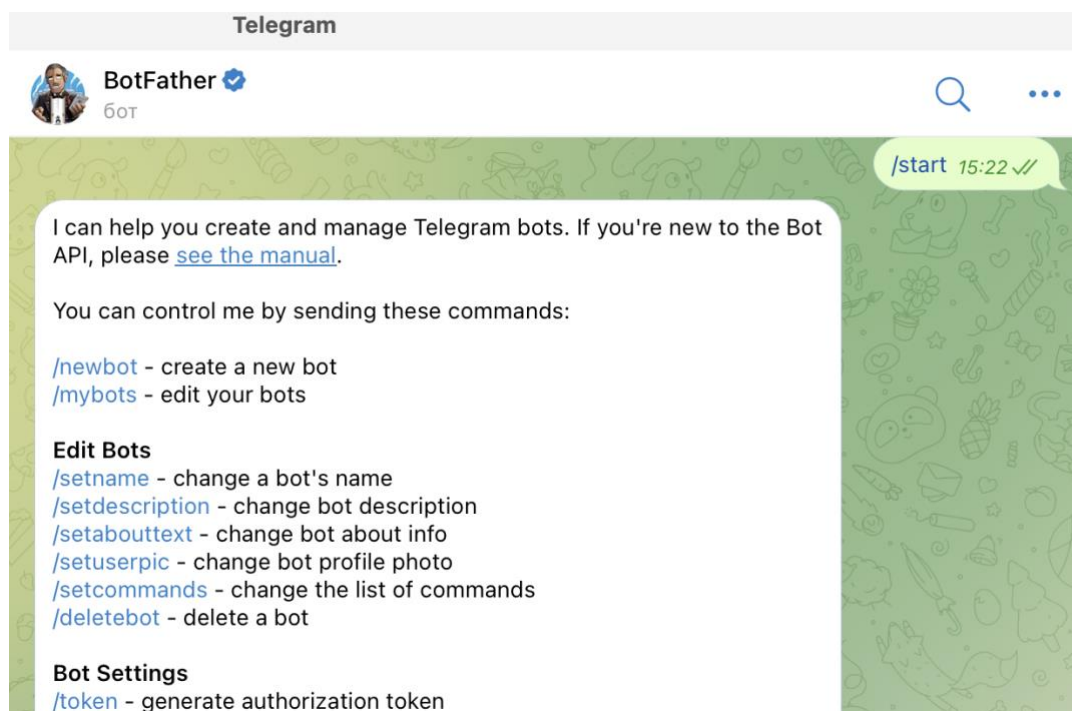 Telegram
BotFather
бот
/start 15:22
I can help you create and manage Telegram bots. If you're new to the Bot
API, please see the manual.
You can control me by sending these commands:
/newbot - create a new bot
/mybots - edit your bots
Edit Bots
/setname - change a bot's name
/setdescription - change bot description
/setabouttext - change bot about info
/setuserpic - change bot profile photo
/setcommands - change the list of commands
/deletebot - delete a bot
Bot Settings
/token - generate authorization token